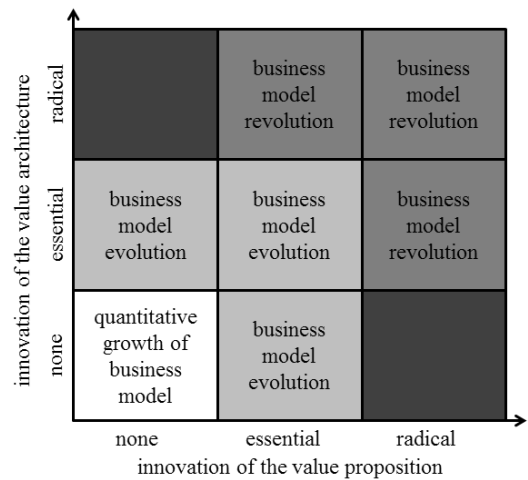 innovation of the value architecture
radical
essential
none
business
model
revolution
business
model
revolution
business
model
evolution
business
model
evolution
business
model
revolution
quantitative
growth of
business
model
business
model
evolution
none
essential
radical
innovation of the value proposition